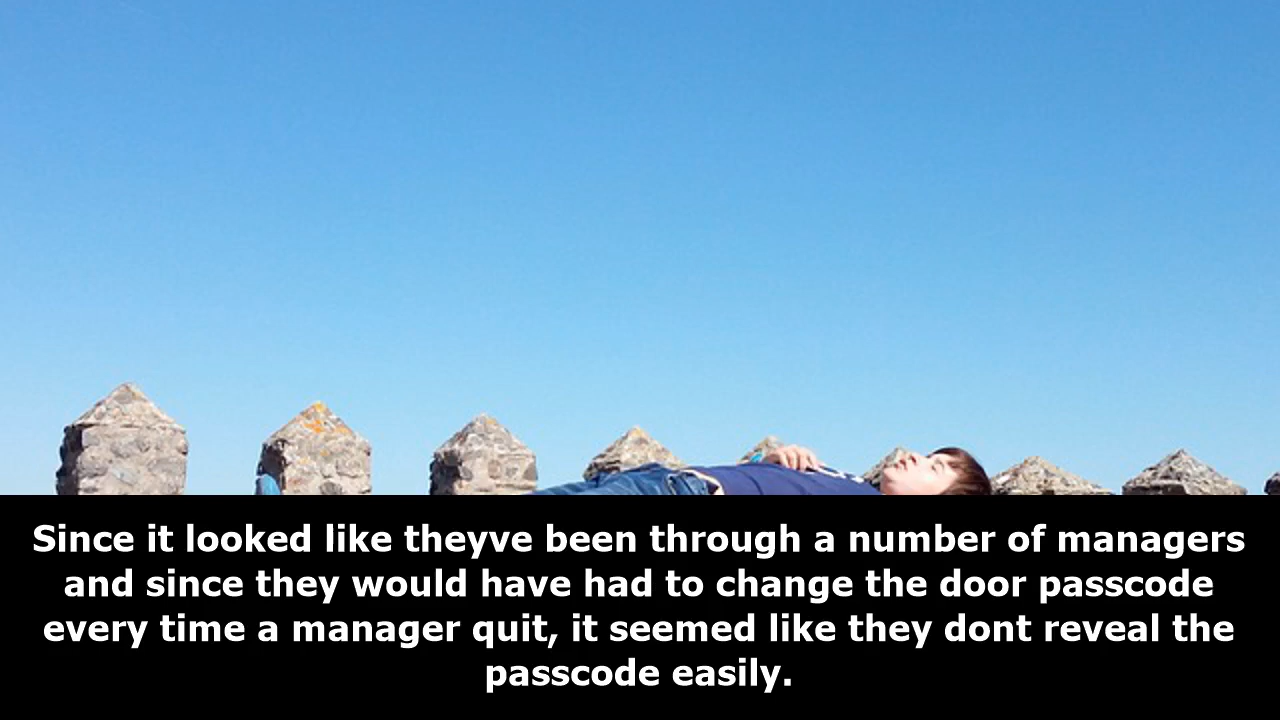 Since it looked like theyve been through a number of managers
and since they would have had to change the door passcode
every time a manager quit, it seemed like they dont reveal the
passcode easily.